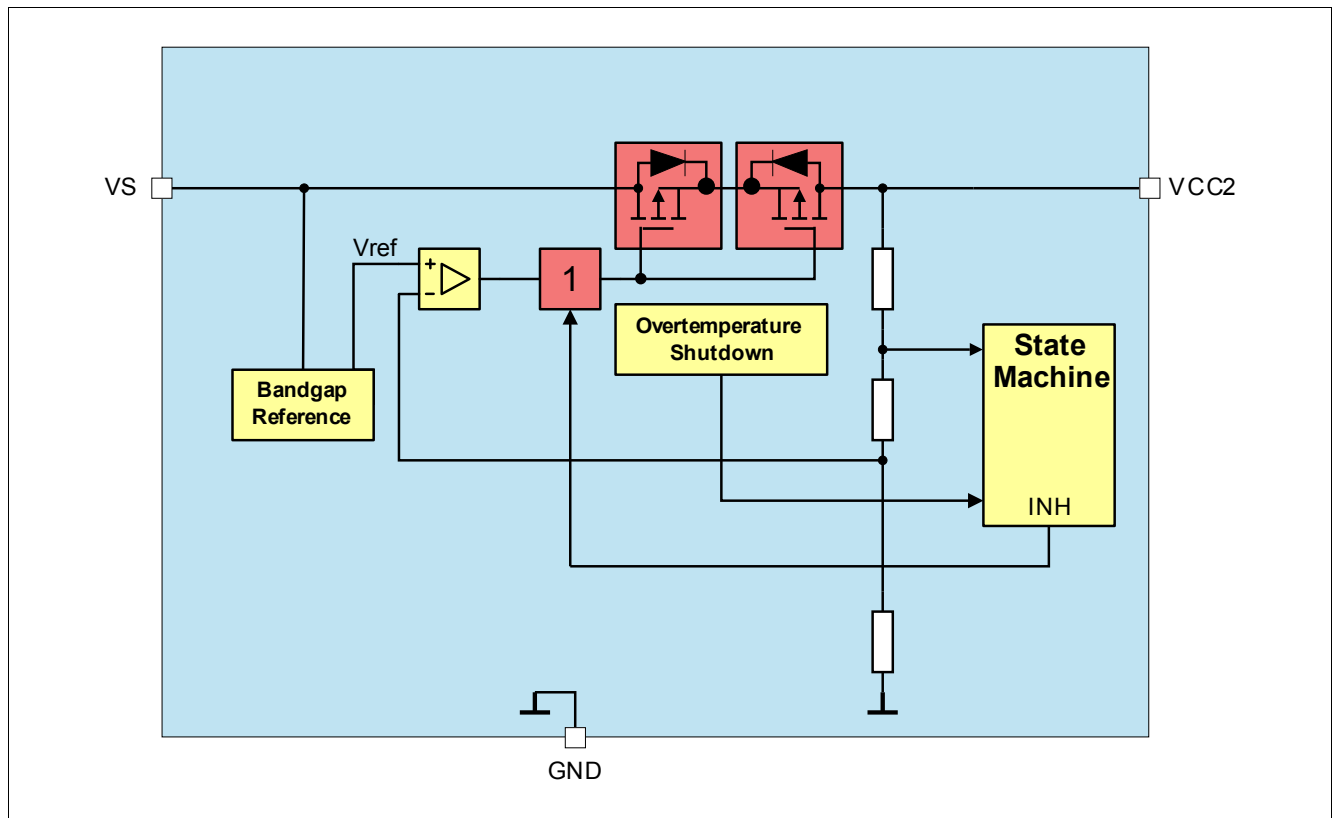 VS
VCC2
Vref
+
-
1
Overtemperature
Shutdown
State
Machine
Bandgap
Reference
INH
GND